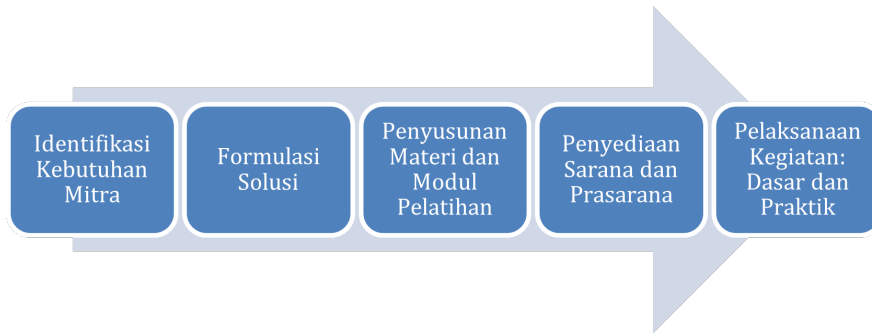 Identifikasi
Kebutuhan
Mitra
Formulasi
Solusi
Penyusunan
Materi dan
Modul
Pelatihan
Penyediaan
Sarana dan
Prasarana
Pelaksanaan
Kegiatan:
Dasar dan
Praktik